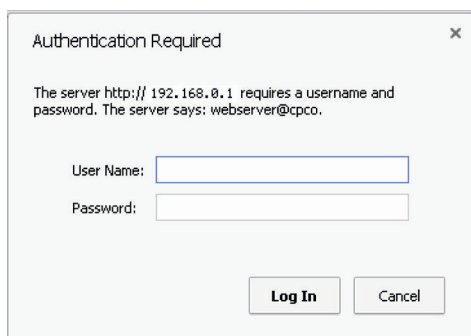 Authentication Required
The server http:// 192.168.0.1 requires a username and
password. The server says: webserver@cpco.
User Name:
Password:
Log In
Cancel